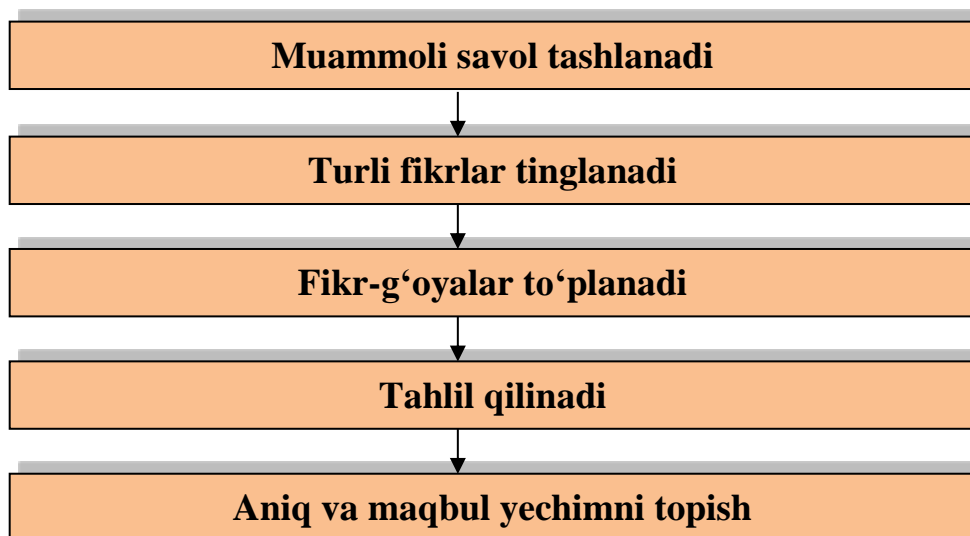 Muammoli savol tashlanadi
Turli fikrlar tinglanadi
Fikr-g‘oyalar to‘planadi
Tahlil qilinadi
Aniq va maqbul yechimni topish